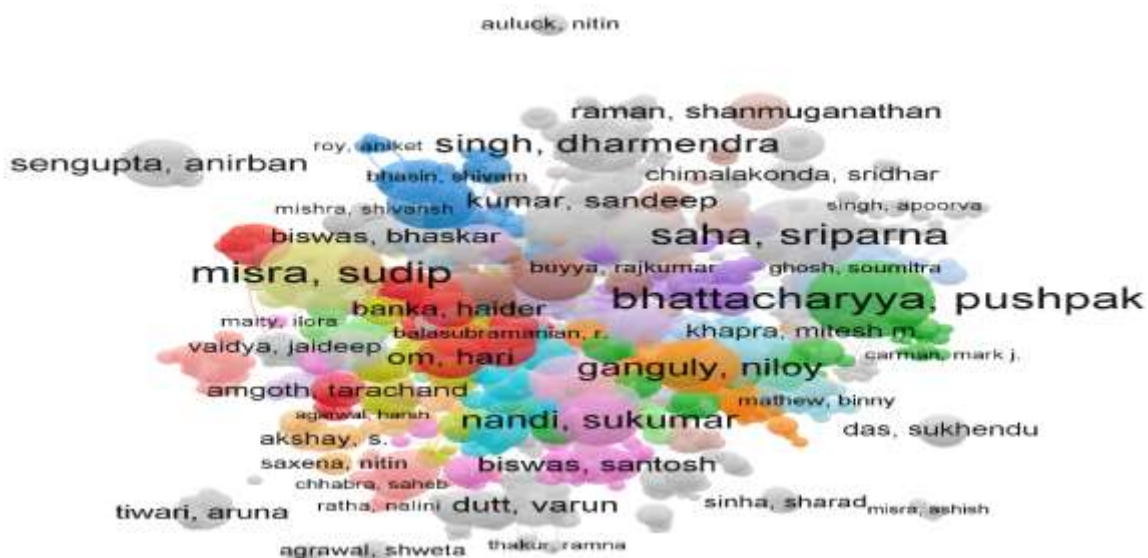 auluck, nitin
raman, shanmuganathan
roy, aniket
singh, dharmendra
sengupta, anirban
bhasin, shivam
chimalakonda, sridhar
mishra, shivansh
kumar, sandeep
singh, apoorva
biswas, bhaskar
saha, sriparna
misra, sudip
buyya, rajkumar
ghosh, soumitra
bhattacharyya, pushpak
banka, haider
maity, ilora
balasubramanian, r.
khapra, mitesh m.
vaidya, jaideep
om, hari
ganguly, niloy
carman, mark j.
amgoth, tarachand
mathew, binny
agarwal, harsh
nandi, sukumar
das, sukhendu
akshay, s.
saxena, nitin
biswas, santosh
chhabra, saheb
tiwari, aruna
ratha, nalini
dutt, varun
sinha, sharad
misra, ashish
agrawal, shweta
thakur, ramna